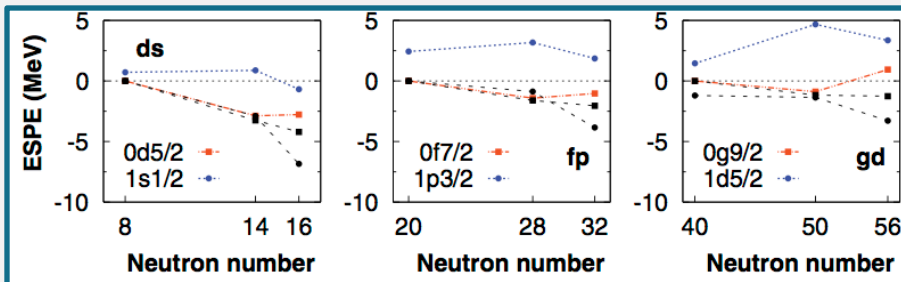 ESPE (MeV)
5
0
-5
-10
ds
0d5/2
1s1/2
8
14
16
Neutron number
5
0
-5
-10
0f7/2
1p3/2
fp
20
28
32
Neutron number
5
0
-5
-10
0g9/2
1d5/2
gd
40
50
56
Neutron number